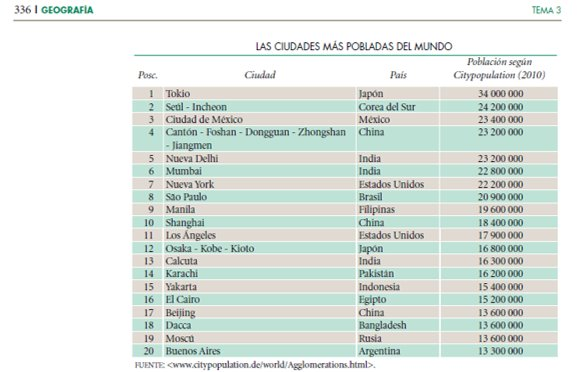 336 | GEOGRAFÍA
TEMA 3
LAS CIUDADES MÁS POBLADAS DEL MUNDO
Población según
Posc. Ciudad País Citypopulation (2010)
1 Tokio Japón 34 000 000
2 Seúl - Incheon Corea del Sur 24 200 000
3 Ciudad de México México 23 400 000
4 Cantón - Foshan - Dongguan - Zhongshan China 23 200 000
- Jiangmen
5 Nueva Delhi India 23 200 000
6 Mumbai India 22 800 000
7 Nueva York Estados Unidos 22 200 000
8 São Paulo Brasil 20 900 000
9 Manila Filipinas 19 600 000
10 Shanghai China 18 400 000
11 Los Ángeles Estados Unidos 17 900 000
12 Osaka - Kobe - Kioto Japón 16 800 000
13 Calcuta India 16 300 000
14 Karachi Pakistán 16 200 000
15 Yakarta Indonesia 15 400 000
16 El Cairo Egipto 15 200 000
17 Beijing China 13 600 000
18 Dacca Bangladesh 13 600 000
19 Moscú Rusia 13 600 000
20 Buenos Aires Argentina 13 300 000
FUENTE: <www.citypopulation.de/world/Agglomerations.html>.